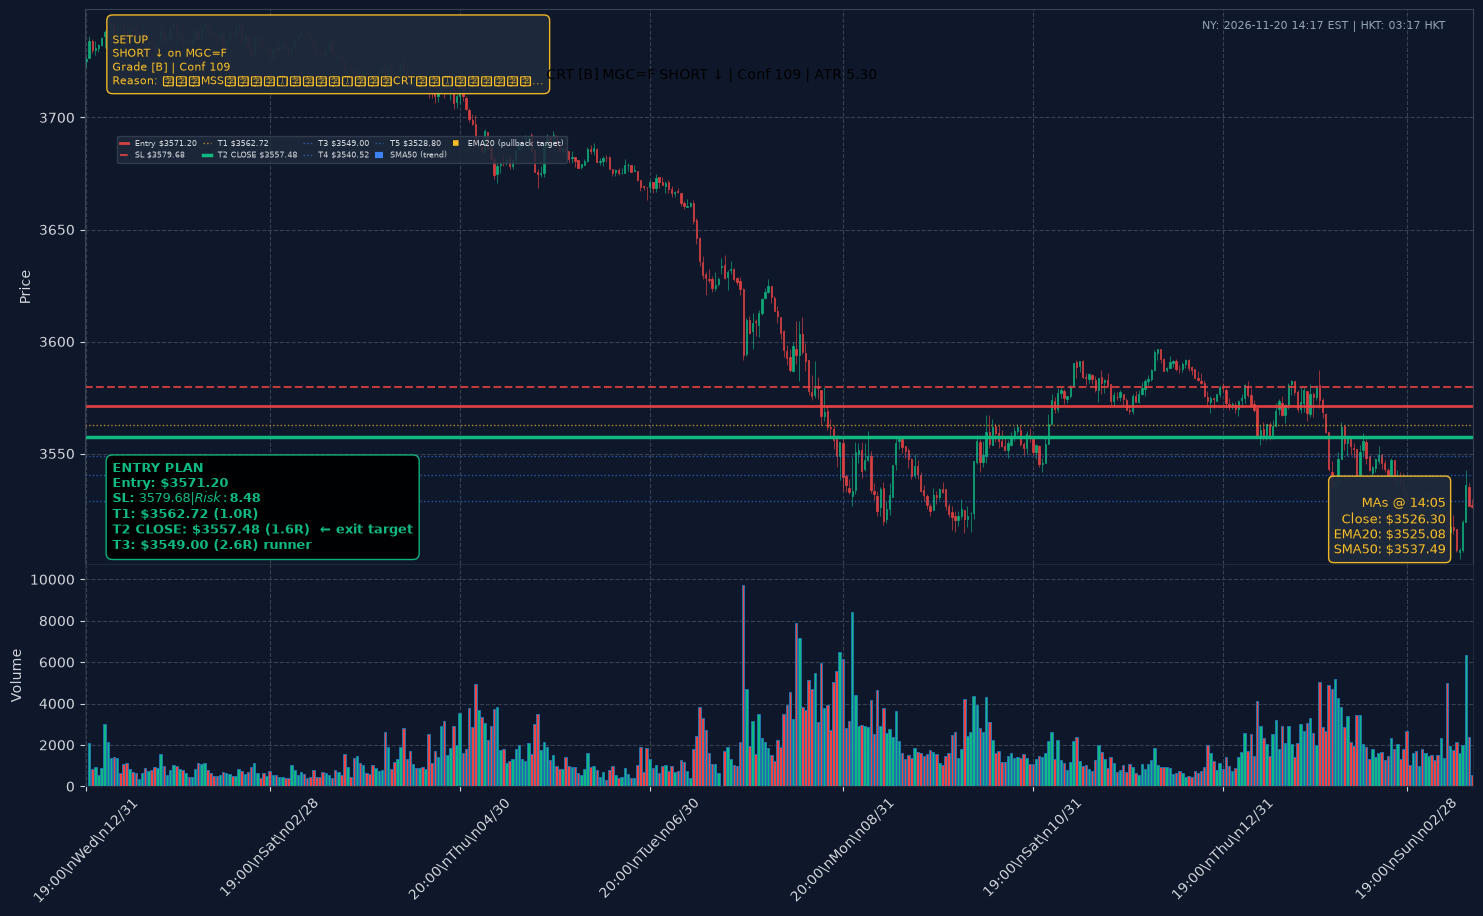 NY: 2026-11-20 14:17 EST | HKT: 03:17 HKT
SETUP
SHORT ↓ on MGC=F
Grade [B] | Conf 109
Reason: MSSCRT...
CRT [B] MGC=F SHORT ↓ | Conf 109 | ATR 5.30
Entry $3571.20
SL $3579.68
T1 $3562.72
T2 CLOSE $3557.48
T3 $3549.00
T4 $3540.52
T5 $3528.80
SMA50 (trend)
EMA20 (pullback target)
Price
3700
3650
3600
3550
ENTRY PLAN
Entry: $3571.20
SL: 3579.68|Risk:8.48
T1: $3562.72 (1.0R)
T2 CLOSE: $3557.48 (1.6R) ← exit target
T3: $3549.00 (2.6R) runner
MAs @ 14:05
Close: $3526.30
EMA20: $3525.08
SMA50: $3537.49
Volume
10000
8000
6000
4000
2000
0
19:00\nWed\n12/31
19:00\nSat\n02/28
20:00\nThu\n04/30
20:00\nTue\n06/30
20:00\nMon\n08/31
19:00\nSat\n10/31
19:00\nThu\n12/31
19:00\nSun\n02/28